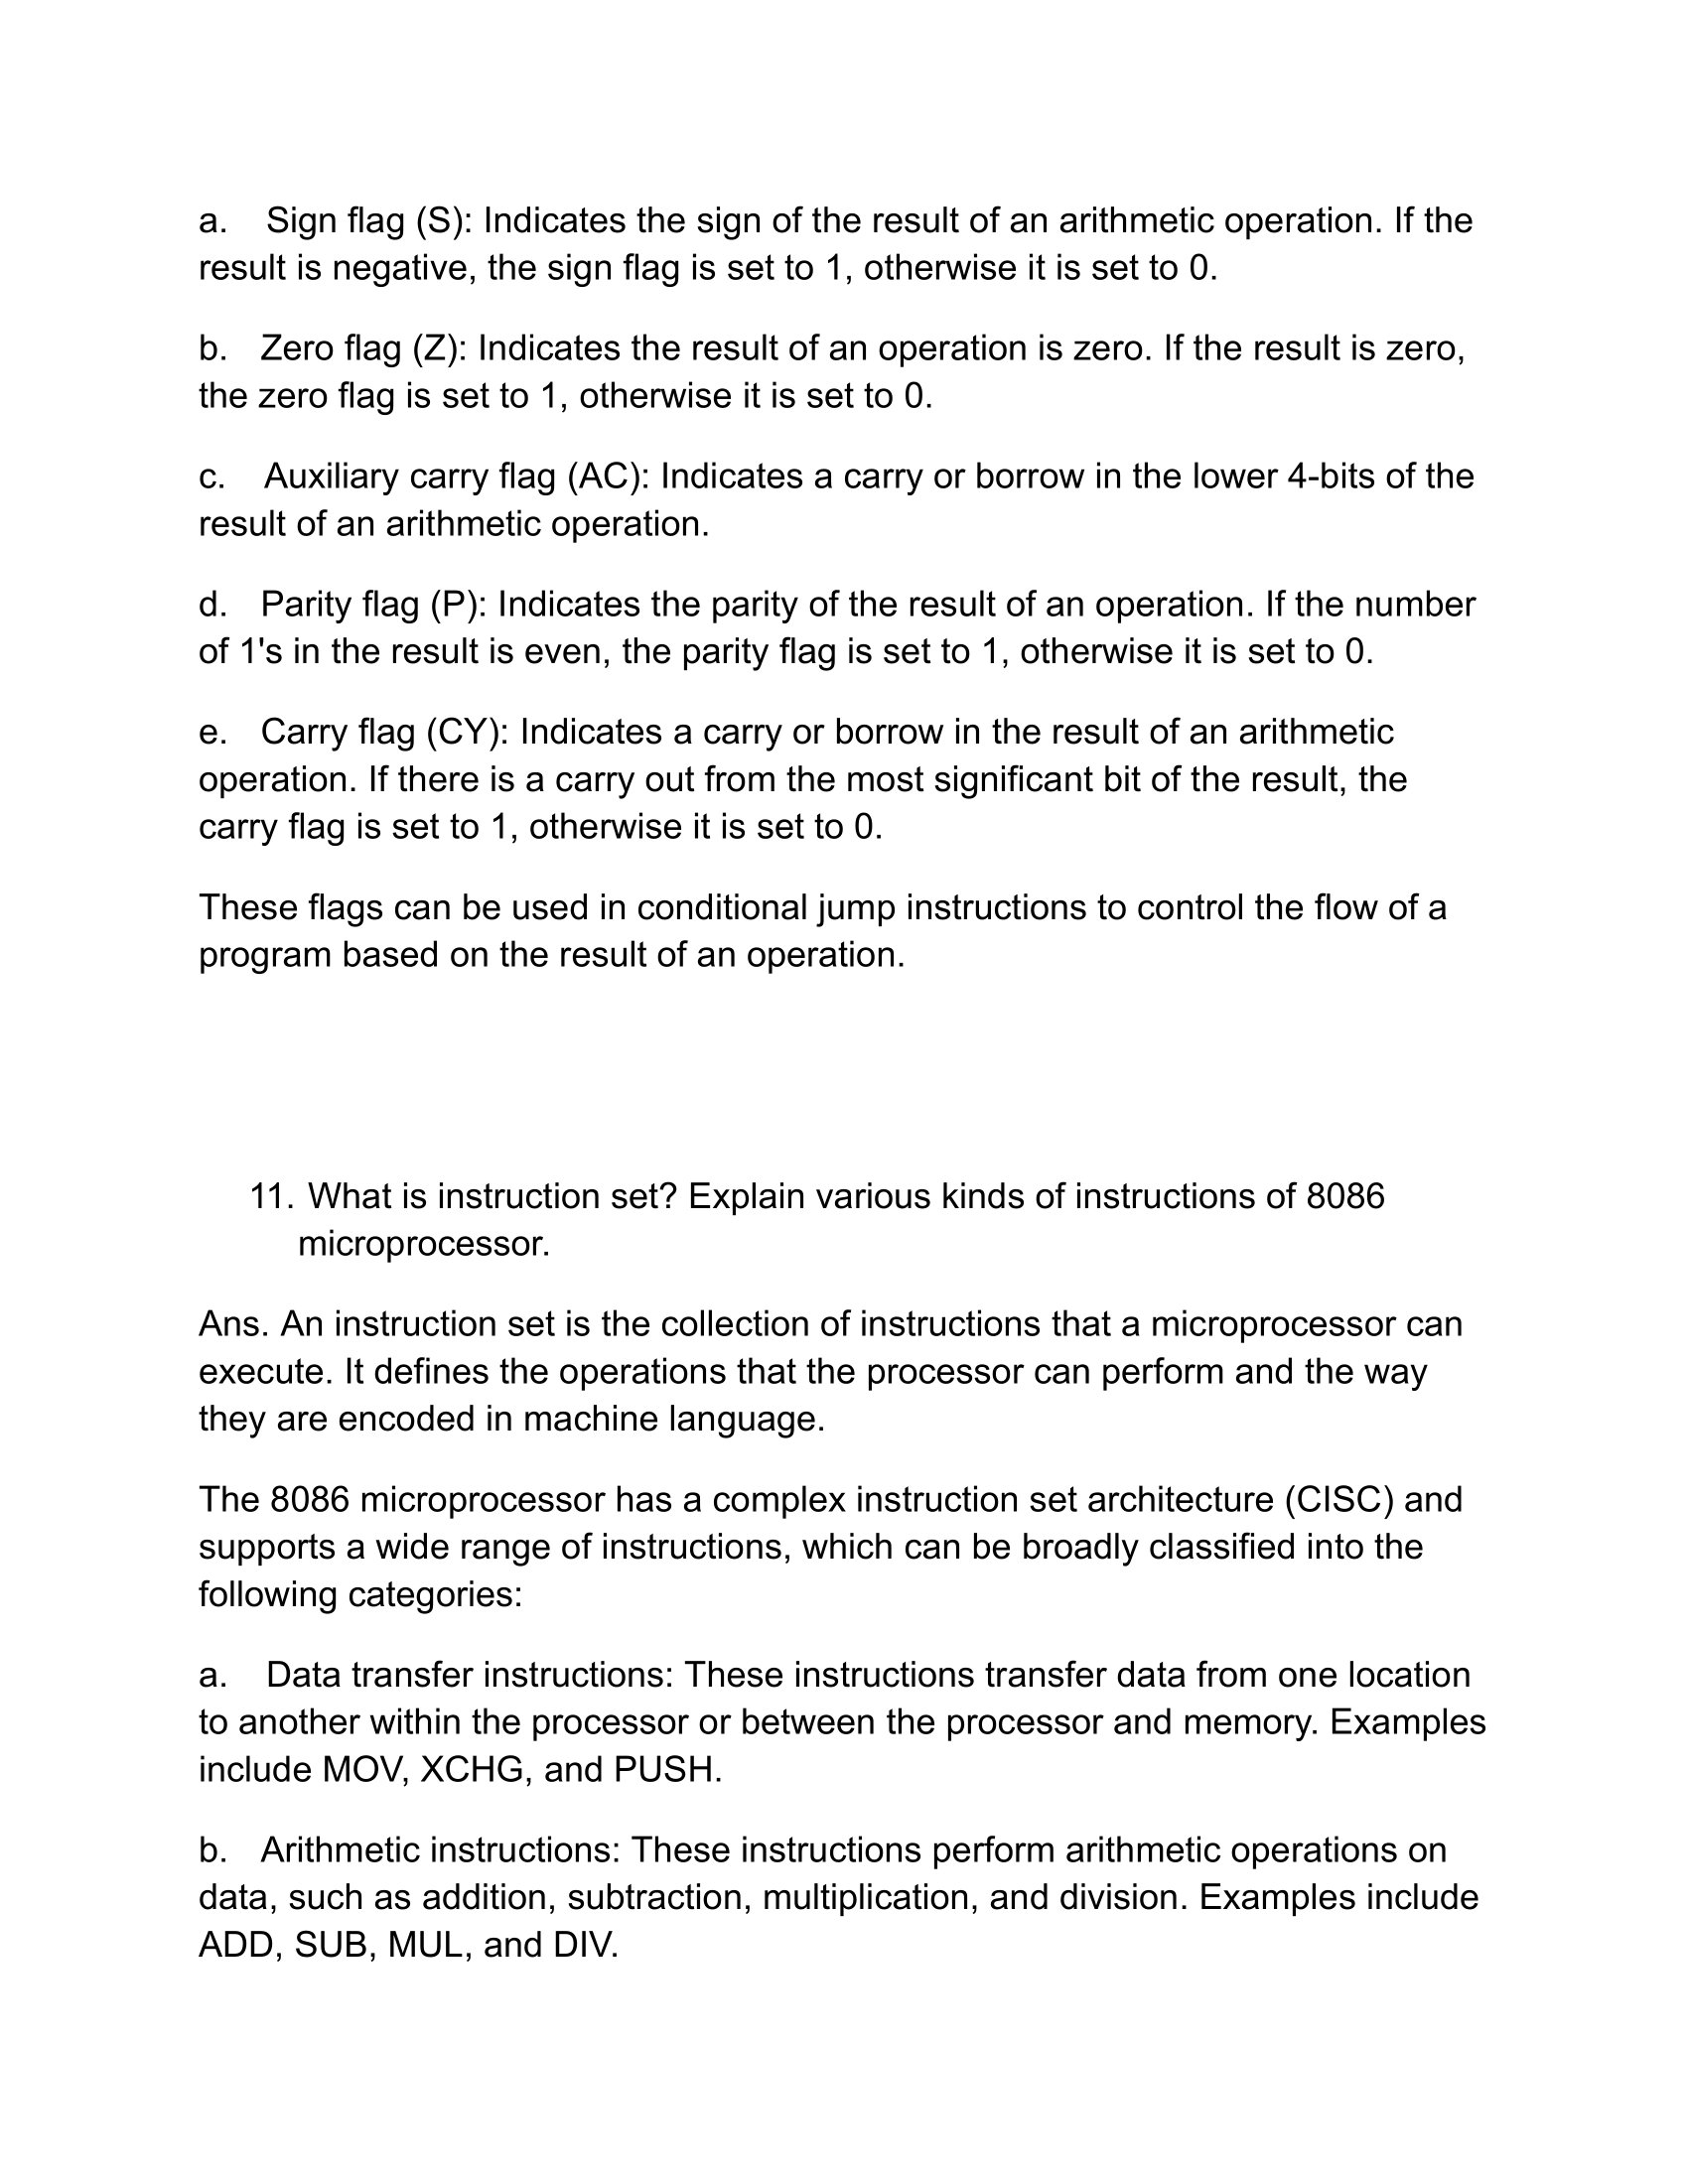 a. Sign flag (S): Indicates the sign of the result of an arithmetic operation. If the
result is negative, the sign flag is set to 1, otherwise it is set to 0.
b. Zero flag (Z): Indicates the result of an operation is zero. If the result is zero,
the zero flag is set to 1, otherwise it is set to 0.
c. Auxiliary carry flag (AC): Indicates a carry or borrow in the lower 4-bits of the
result of an arithmetic operation.
d. Parity flag (P): Indicates the parity of the result of an operation. If the number
of 1's in the result is even, the parity flag is set to 1, otherwise it is set to 0.
e. Carry flag (CY): Indicates a carry or borrow in the result of an arithmetic
operation. If there is a carry out from the most significant bit of the result, the
carry flag is set to 1, otherwise it is set to 0.
These flags can be used in conditional jump instructions to control the flow of a
program based on the result of an operation.
11. What is instruction set? Explain various kinds of instructions of 8086
microprocessor.
Ans. An instruction set is the collection of instructions that a microprocessor can
execute. It defines the operations that the processor can perform and the way
they are encoded in machine language.
The 8086 microprocessor has a complex instruction set architecture (CISC) and
supports a wide range of instructions, which can be broadly classified into the
following categories:
a. Data transfer instructions: These instructions transfer data from one location
to another within the processor or between the processor and memory. Examples
include MOV, XCHG, and PUSH.
b. Arithmetic instructions: These instructions perform arithmetic operations on
data, such as addition, subtraction, multiplication, and division. Examples include
ADD, SUB, MUL, and DIV.